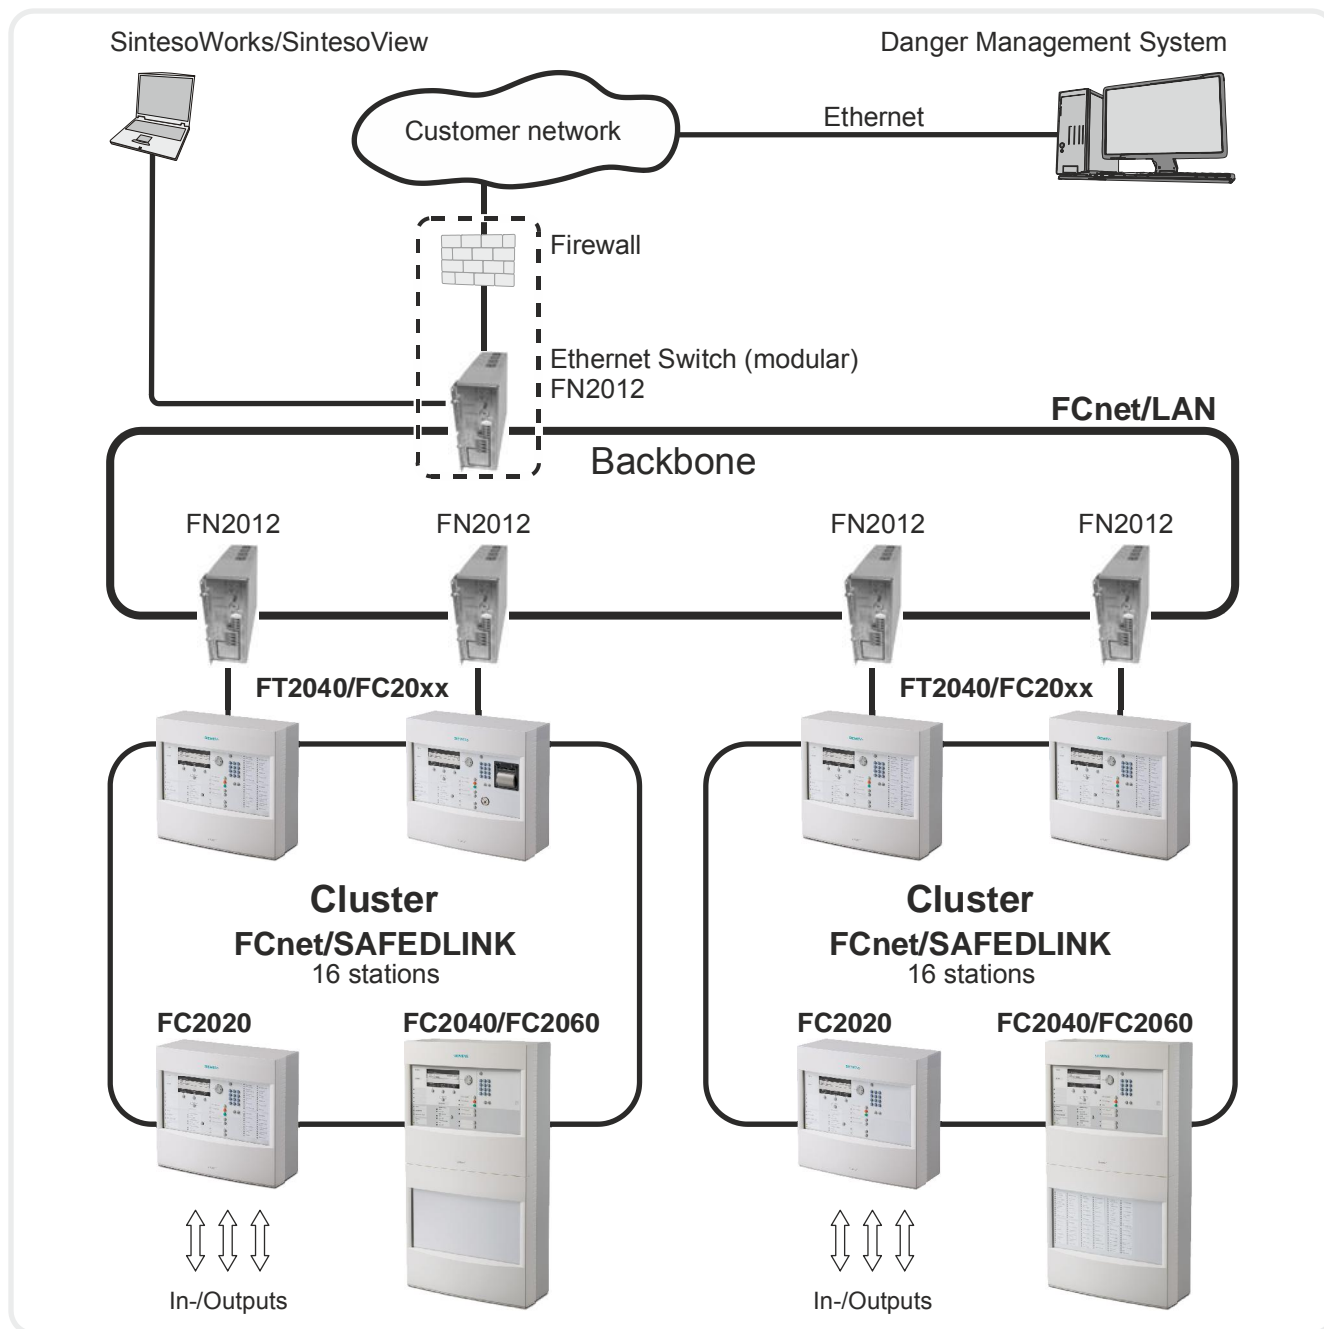 SintesoWorks/SintesoView
Danger Management System
Customer network
Ethernet
Firewall
Ethernet Switch (modular)
FN2012
FCnet/LAN
Backbone
FN2012
FN2012
FN2012
FN2012
FT2040/FC20xx
FT2040/FC20xx
Cluster
FCnet/SAFEDLINK
16 stations
Cluster
FCnet/SAFEDLINK
16 stations
FC2020
FC2040/FC2060
FC2020
FC2040/FC2060
In-/Outputs
In-/Outputs